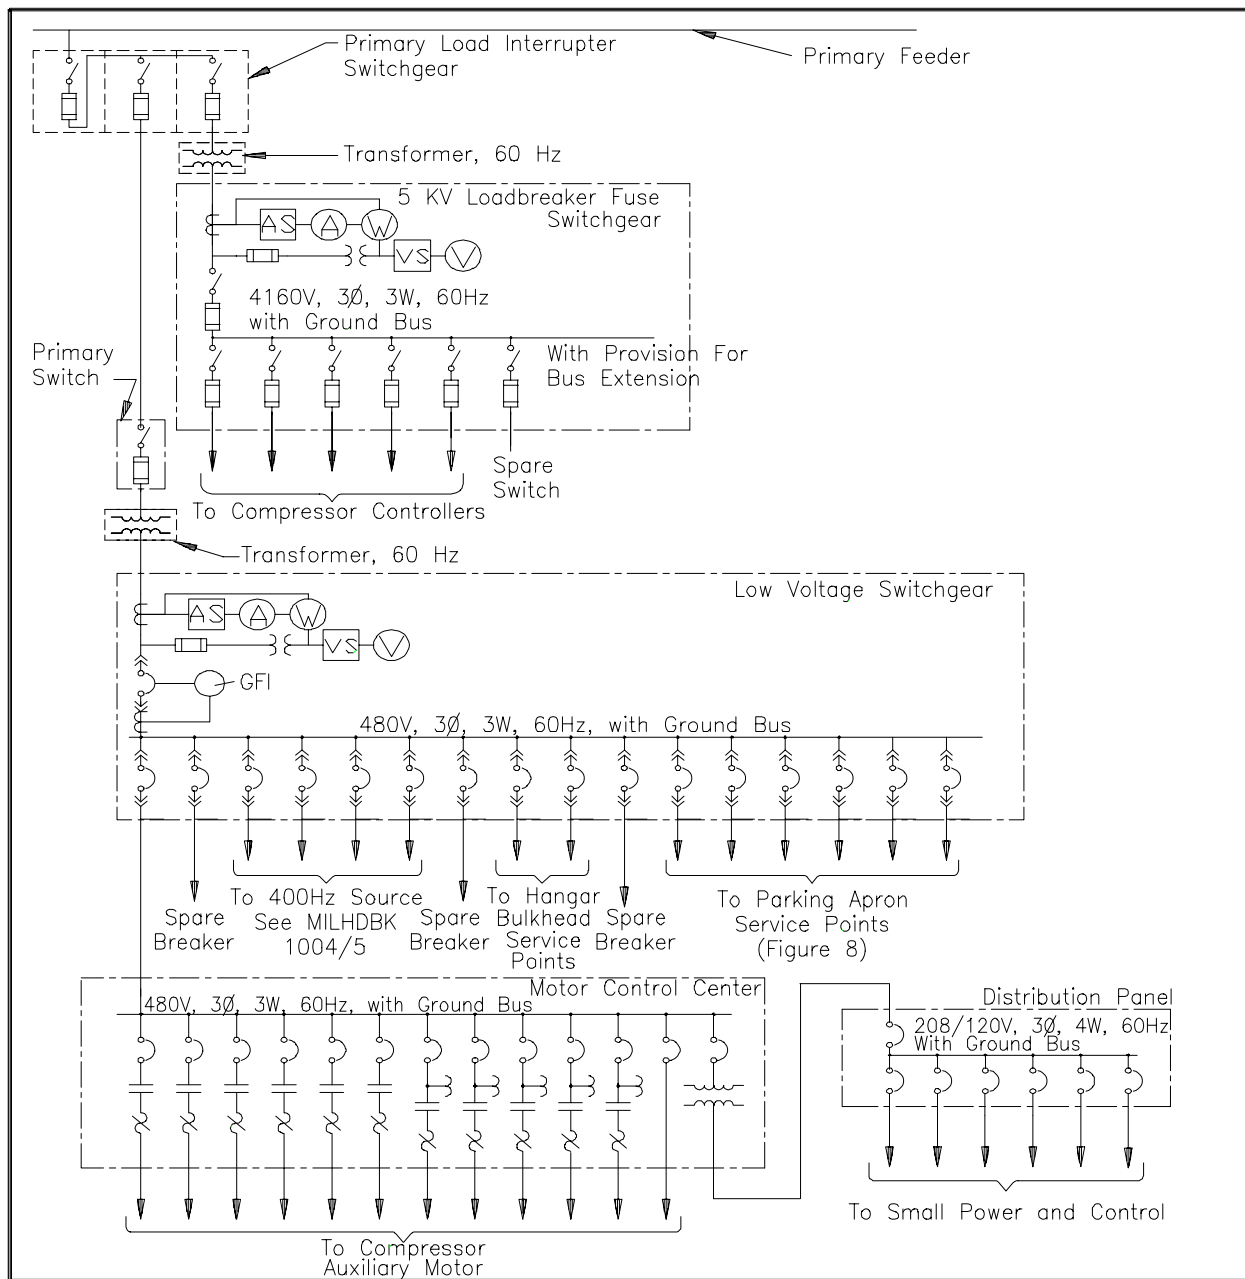 Primary Load Interrupter
Switchgear
Primary Feeder
Transformer, 60 Hz
5 KV Loadbreaker Fuse
Switchgear
AS
A
W
VS
V
4160V, 3Ø, 3W, 60Hz
with Ground Bus
With Provision For
Bus Extension
Primary
Switch
Spare
Switch
To Compressor Controllers
Transformer, 60 Hz
Low Voltage Switchgear
AS
A
W
VS
V
GFI
480V, 3Ø, 3W, 60Hz, with Ground Bus
Spare
Breaker
To 400Hz Source
See MILHDBK
1004/5
Spare
Breaker
To Hangar
Bulkhead
Service
Points
Spare
Breaker
To Parking Apron
Service Points
(Figure 8)
Motor Control Center
480V, 3Ø, 3W, 60Hz, with Ground Bus
Distribution Panel
208/120V, 3Ø, 4W, 60Hz
With Ground Bus
To Small Power and Control
To Compressor
Auxiliary Motor